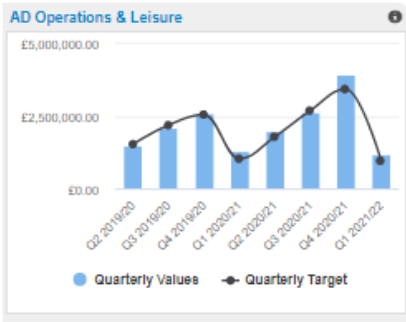 AD Operations & Leisure
£5,000,000.00
£2,500,000.00
£0.00
Q2 2019/20
Q3 2019/20
Q4 2019/20
Q1 2020/21
Q2 2020/21
Q3 2020/21
Q4 2020/21
Q1 2021/22
Quarterly Values
Quarterly Target